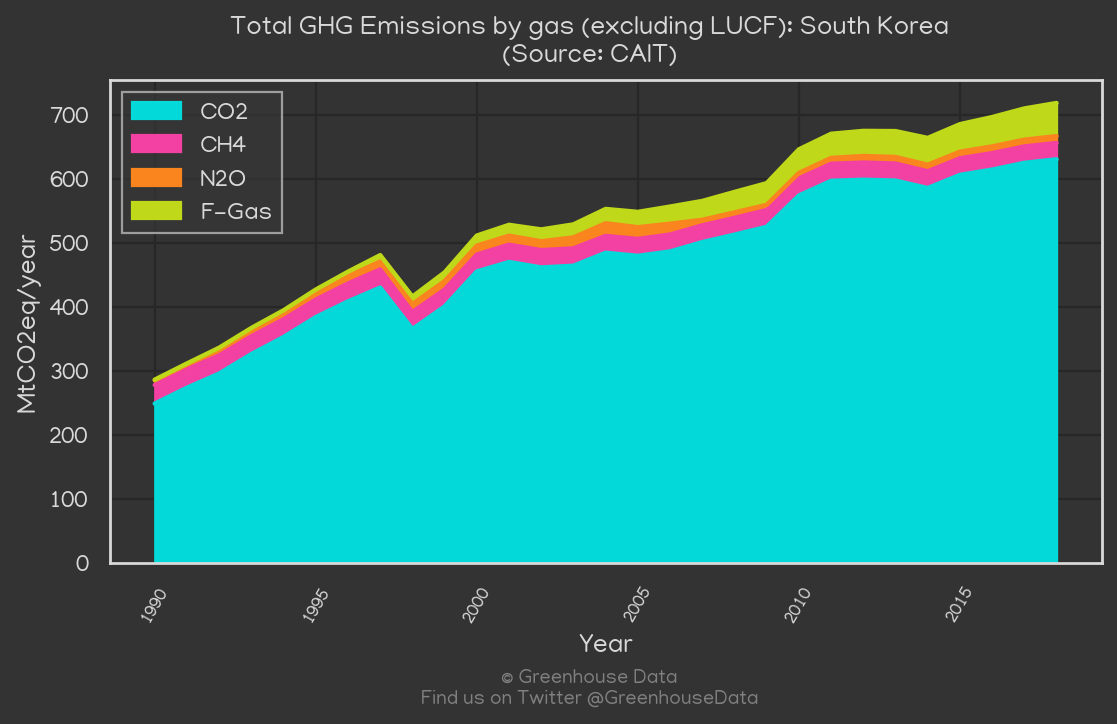 Total GHG Emissions by gas (excluding LUCF): South Korea
(Source: CAIT)
CO2
CH4
N2O
F-Gas
MtCO2eq/year
700
600
500
400
300
200
100
0
1990
1995
2000
2005
2010
2015
Year
© Greenhouse Data
Find us on Twitter @GreenhouseData